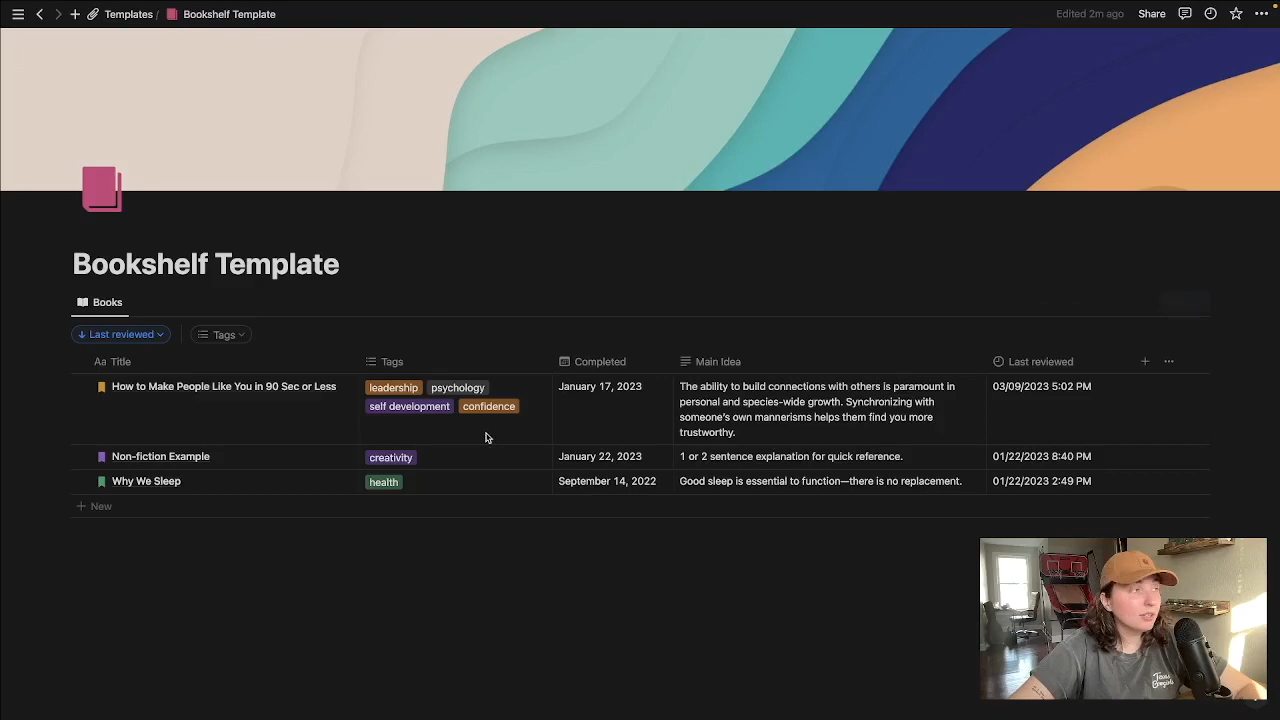 Templates / Bookshelf Template
Edited 2m ago Share
Bookshelf Template
Books
Last reviewed Tags
Aa Title Tags Completed Main Idea Last reviewed
How to Make People Like You in 90 Sec or Less
leadership psychology
self development confidence
January 17, 2023
The ability to build connections with others is paramount in
personal and species-wide growth. Synchronizing with
someone's own mannerisms helps them find you more
trustworthy.
03/09/2023 5:02 PM
Non-fiction Example creativity January 22, 2023 1 or 2 sentence explanation for quick reference. 01/22/2023 8:40 PM
Why We Sleep health September 14, 2022 Good sleep is essential to function—there is no replacement. 01/22/2023 2:49 PM
New